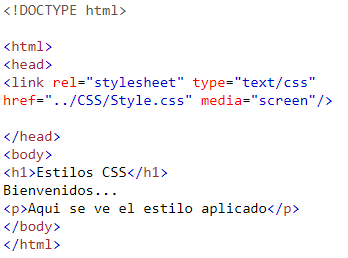 <!DOCTYPE html>
<html>
<head>
<link rel="stylesheet" type="text/css"
href="../CSS/Style.css" media="screen"/>
</head>
<body>
<h1>Estilos CSS</h1>
Bienvenidos...
<p>Aqui se ve el estilo aplicado</p>
</body>
</html>